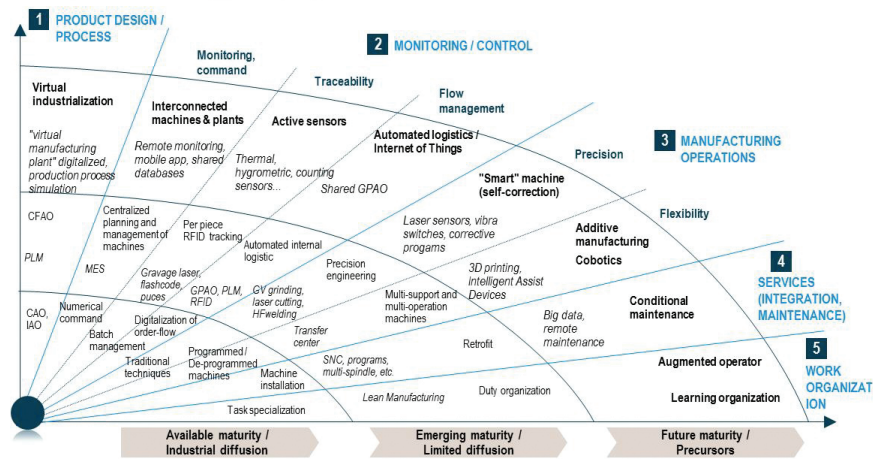 1 PRODUCT DESIGN /
PROCESS
2 MONITORING / CONTROL
Monitoring,
command
Traceability
Flow
management
3 MANUFACTURING
OPERATIONS
Precision
Flexibility
4
SERVICES
(INTEGRATION,
MAINTENANCE)
5
WORK
ORGANIZAT
ION
Virtual
industrialization
"virtual
manufacturing
plant" digitalized,
production process
simulation
Interconnected
machines & plants
Remote monitoring,
mobile app, shared
databases
Active sensors
Thermal,
hygrometric, counting
sensors...
Automated logistics /
Internet of Things
Shared GPAO
"Smart" machine
(self-correction)
Laser sensors, vibra
switches, corrective
progams
Additive
manufacturing
Cobotics
3D printing,
Intelligent Assist
Devices
Conditional
maintenance
Big data,
remote
maintenance
Augmented operator
Learning organization
CFAO
PLM
Centralized
planning and
management of
machines
MES
Per piece
RFID tracking
Gravage laser,
flashcode,
puces
Automated internal
logistic
GPAO, PLM,
RFID
Precision
engineering
GV grinding,
laser cutting,
HFwelding
Multi-support and
multi-operation
machines
Transfer
center
Retrofit
SNC, programs,
multi-spindle, etc.
Duty organization
Lean Manufacturing
CAO,
IAO
Numerical
command
Batch
management
Digitalization of
order-flow
Traditional
techniques
Programmed /
De-programmed
machines
Machine
installation
Task specialization
Available maturity /
Industrial diffusion
Emerging maturity /
Limited diffusion
Future maturity /
Precursors